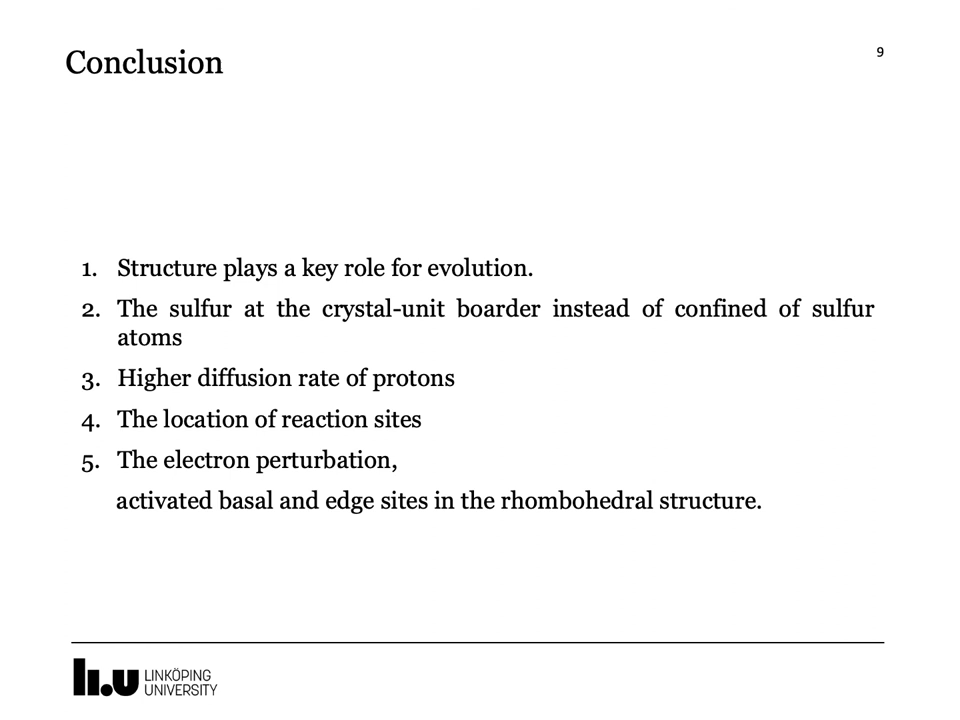 Conclusion
9
1. Structure plays a key role for evolution.
2. The sulfur at the crystal-unit boarder instead of confined of sulfur
atoms
3. Higher diffusion rate of protons
4. The location of reaction sites
5. The electron perturbation,
activated basal and edge sites in the rhombohedral structure.
li.u LINKÖPING
UNIVERSITY